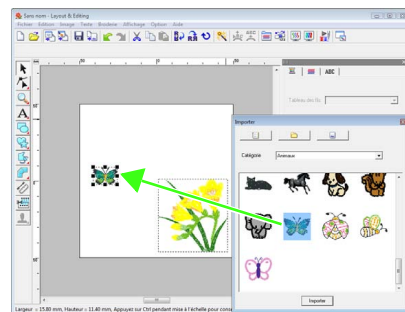 Sans nom - Layout & Editing
Fichier Edition Image Texte Broderie Affichage Option Aide
ABC
Tableau des fils
Importer
Catégorie
Animaux
Importer
Largeur = 15.80 mm, Hauteur = 11.40 mm, Appuyez sur Ctrl pendant mise à l'échelle pour conse